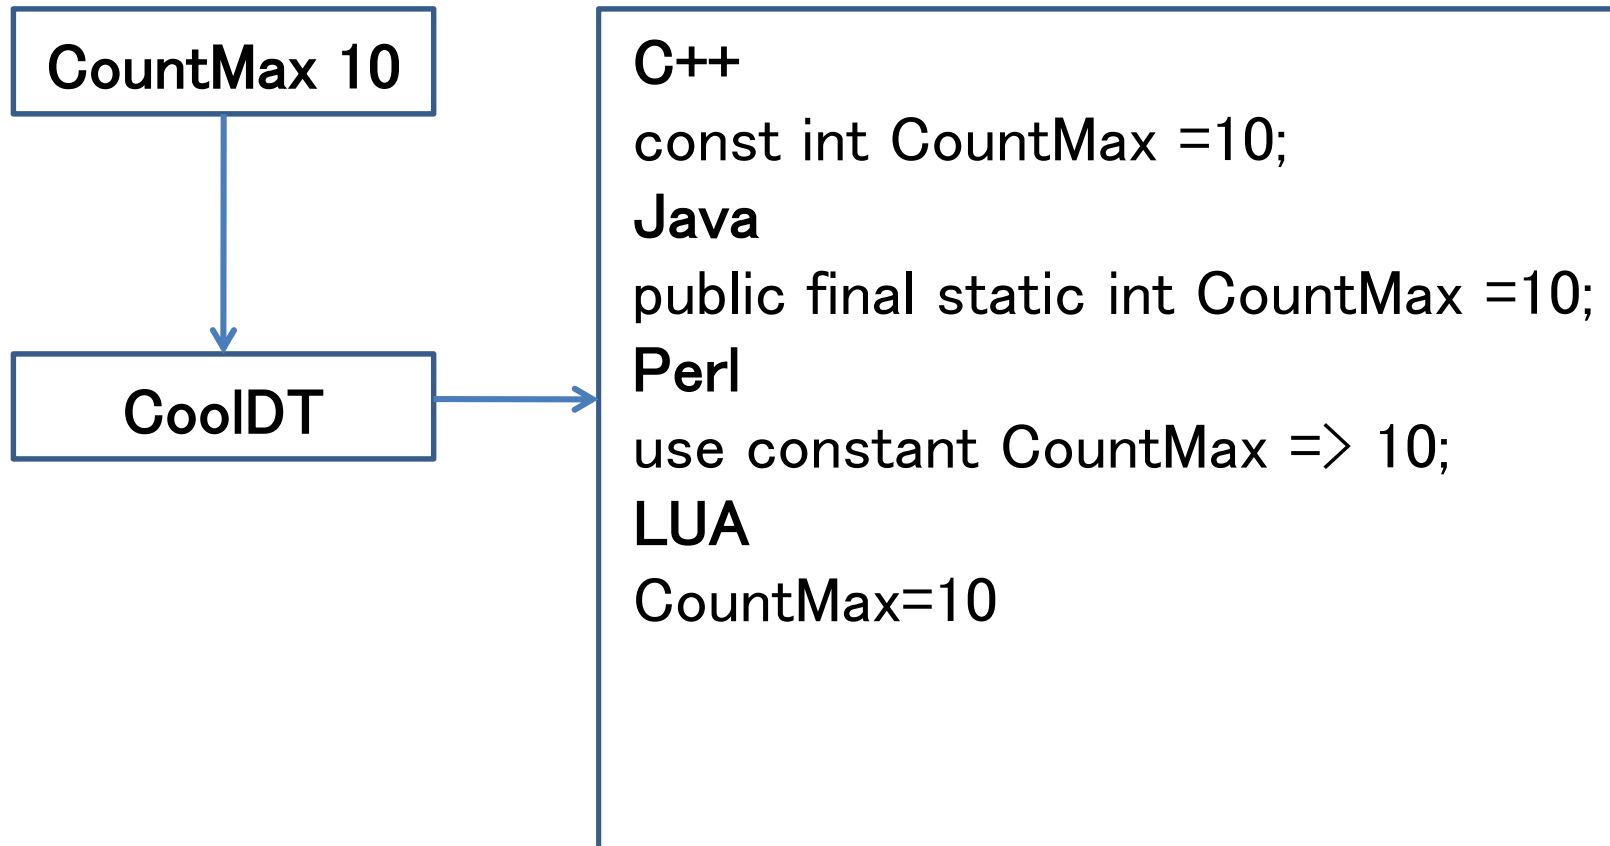 CountMax 10
CoolDT
C++
const int CountMax =10;
Java
public final static int CountMax =10;
Perl
use constant CountMax => 10;
LUA
CountMax=10